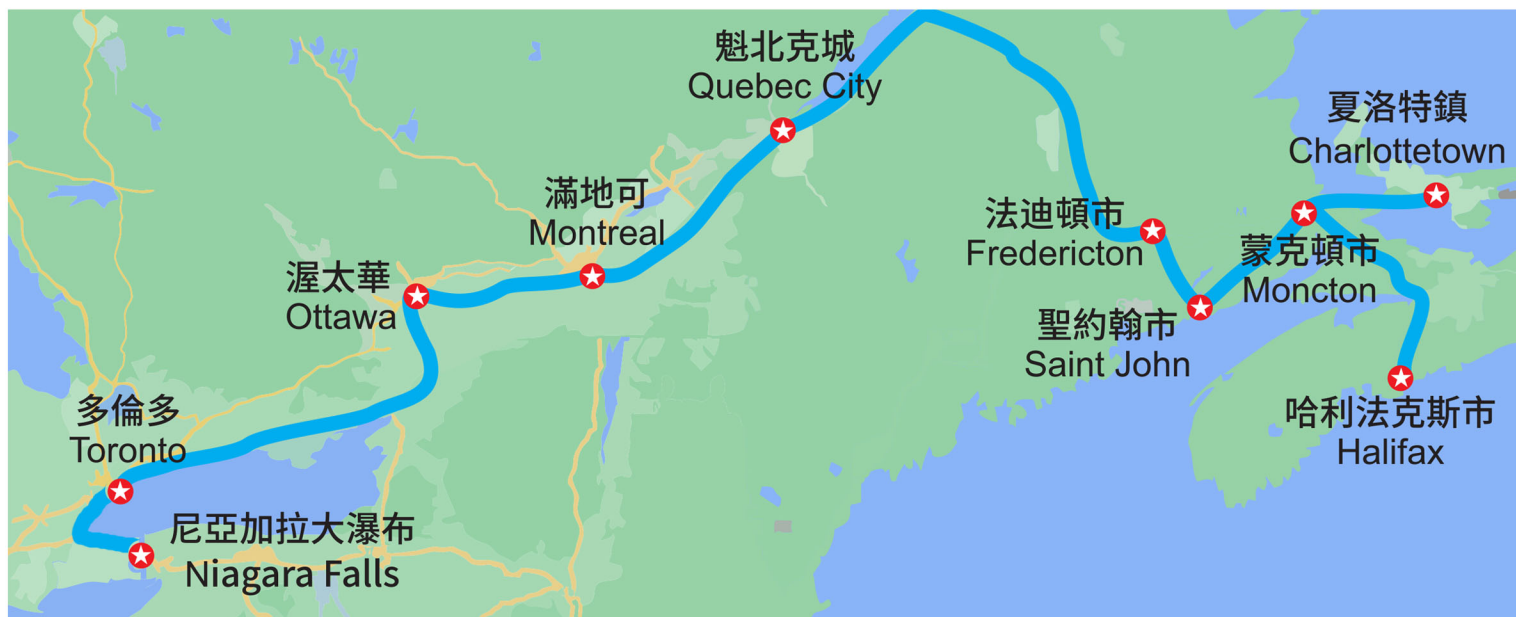 魁北克城
Quebec City
夏洛特鎮
Charlottetown
滿地可
Montreal
法迪頓市
Fredericton
蒙克頓市
Moncton
渥太華
Ottawa
聖約翰市
Saint John
多倫多
Toronto
哈利法克斯市
Halifax
尼亞加拉大瀑布
Niagara Falls